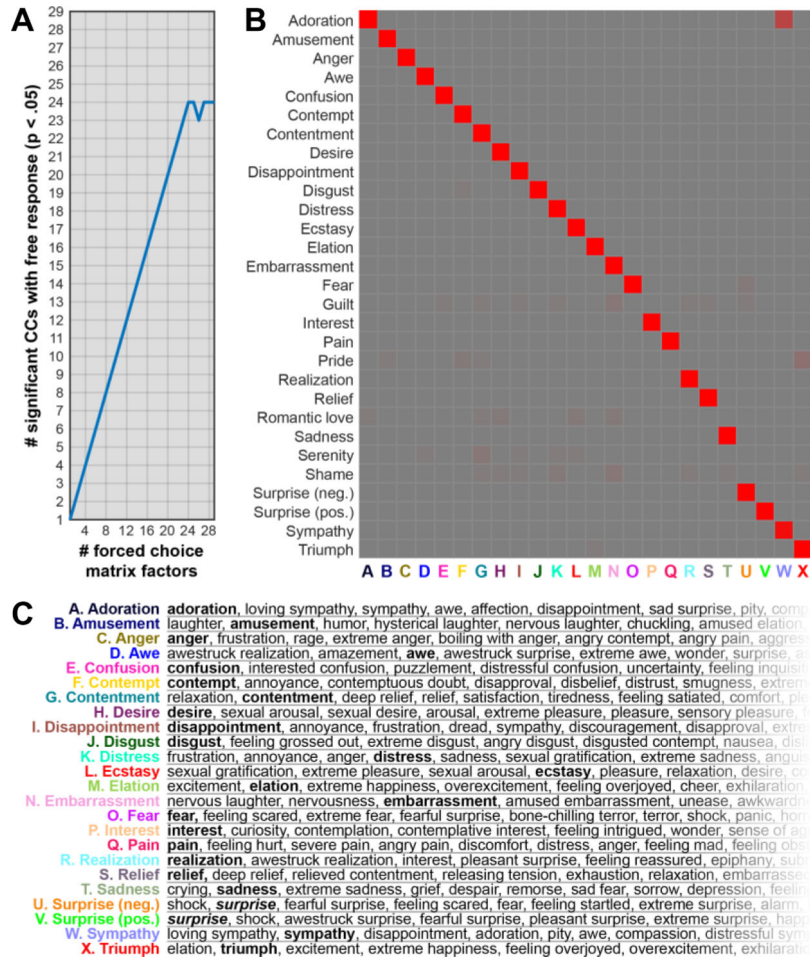 A
# significant CCs with free response (p < .05)
29
28
27
26
25
24
23
22
21
20
19
18
17
16
15
14
13
12
11
10
9
8
7
6
5
4
3
2
1
4 8 12 16 20 24 28
# forced choice
matrix factors
B
Adoration
Amusement
Anger
Awe
Confusion
Contempt
Contentment
Desire
Disappointment
Disgust
Distress
Ecstasy
Elation
Embarrassment
Fear
Guilt
Interest
Pain
Pride
Realization
Relief
Romantic love
Sadness
Serenity
Shame
Surprise (neg.)
Surprise (pos.)
Sympathy
Triumph
A B C D E F G H I J K L M N O P Q R S T U V W X
C
A. Adoration adoration, loving sympathy, sympathy, awe, affection, disappointment, sad surprise, pity,
B. Amusement laughter, amusement, humor, hysterical laughter, nervous laughter, chuckling, amused elation,
C. Anger anger, frustration, rage, extreme anger, boiling with anger, angry contempt, angry pain,
D. Awe awestruck realization, amazement, awe, awestruck surprise, extreme awe, wonder, surprise,
E. Confusion confusion, interested confusion, puzzlement, distressful confusion, uncertainty, feeling
F. Contempt contempt, annoyance, contemptuous doubt, disapproval, disbelief, distrust, smugness,
G. Contentment relaxation, contentment, deep relief, relief, satisfaction, tiredness, feeling satiated, comfort,
H. Desire desire, sexual arousal, sexual desire, arousal, extreme pleasure, pleasure, sensory pleasure,
I. Disappointment disappointment, annoyance, frustration, dread, sympathy, discouragement, disapproval,
J. Disgust disgust, feeling grossed out, extreme disgust, angry disgust, disgusted contempt, nausea,
K. Distress frustration, annoyance, anger, distress, sadness, sexual gratification, extreme sadness,
L. Ecstasy sexual gratification, extreme pleasure, sexual arousal, ecstasy, pleasure, relaxation, desire,
M. Elation excitement, elation, extreme happiness, overexcitement, feeling overjoyed, cheer, exhilaration
N. Embarrassment nervous laughter, nervousness, embarrassment, amused embarrassment, unease,
O. Fear fear, feeling scared, extreme fear, fearful surprise, bone-chilling terror, terror, shock, panic,
P. Interest interest, curiosity, contemplation, contemplative interest, feeling intrigued, wonder, sense of
Q. Pain pain, feeling hurt, severe pain, angry pain, discomfort, distress, anger, feeling mad, feeling
R. Realization realization, awestruck realization, interest, pleasant surprise, feeling reassured, epiphany,
S. Relief relief, deep relief, relieved contentment, releasing tension, exhaustion, relaxation,
T. Sadness crying, sadness, extreme sadness, grief, despair, remorse, sad fear, sorrow, depression,
U. Surprise (neg.) shock, surprise, fearful surprise, feeling scared, fear, feeling startled, extreme surprise, alarm,
V. Surprise (pos.) surprise, shock, awestruck surprise, fearful surprise, pleasant surprise, extreme surprise,
W. Sympathy loving sympathy, sympathy, disappointment, adoration, pity, awe, compassion, distressful
X. Triumph elation, triumph, excitement, extreme happiness, feeling overjoyed, overexcitement,